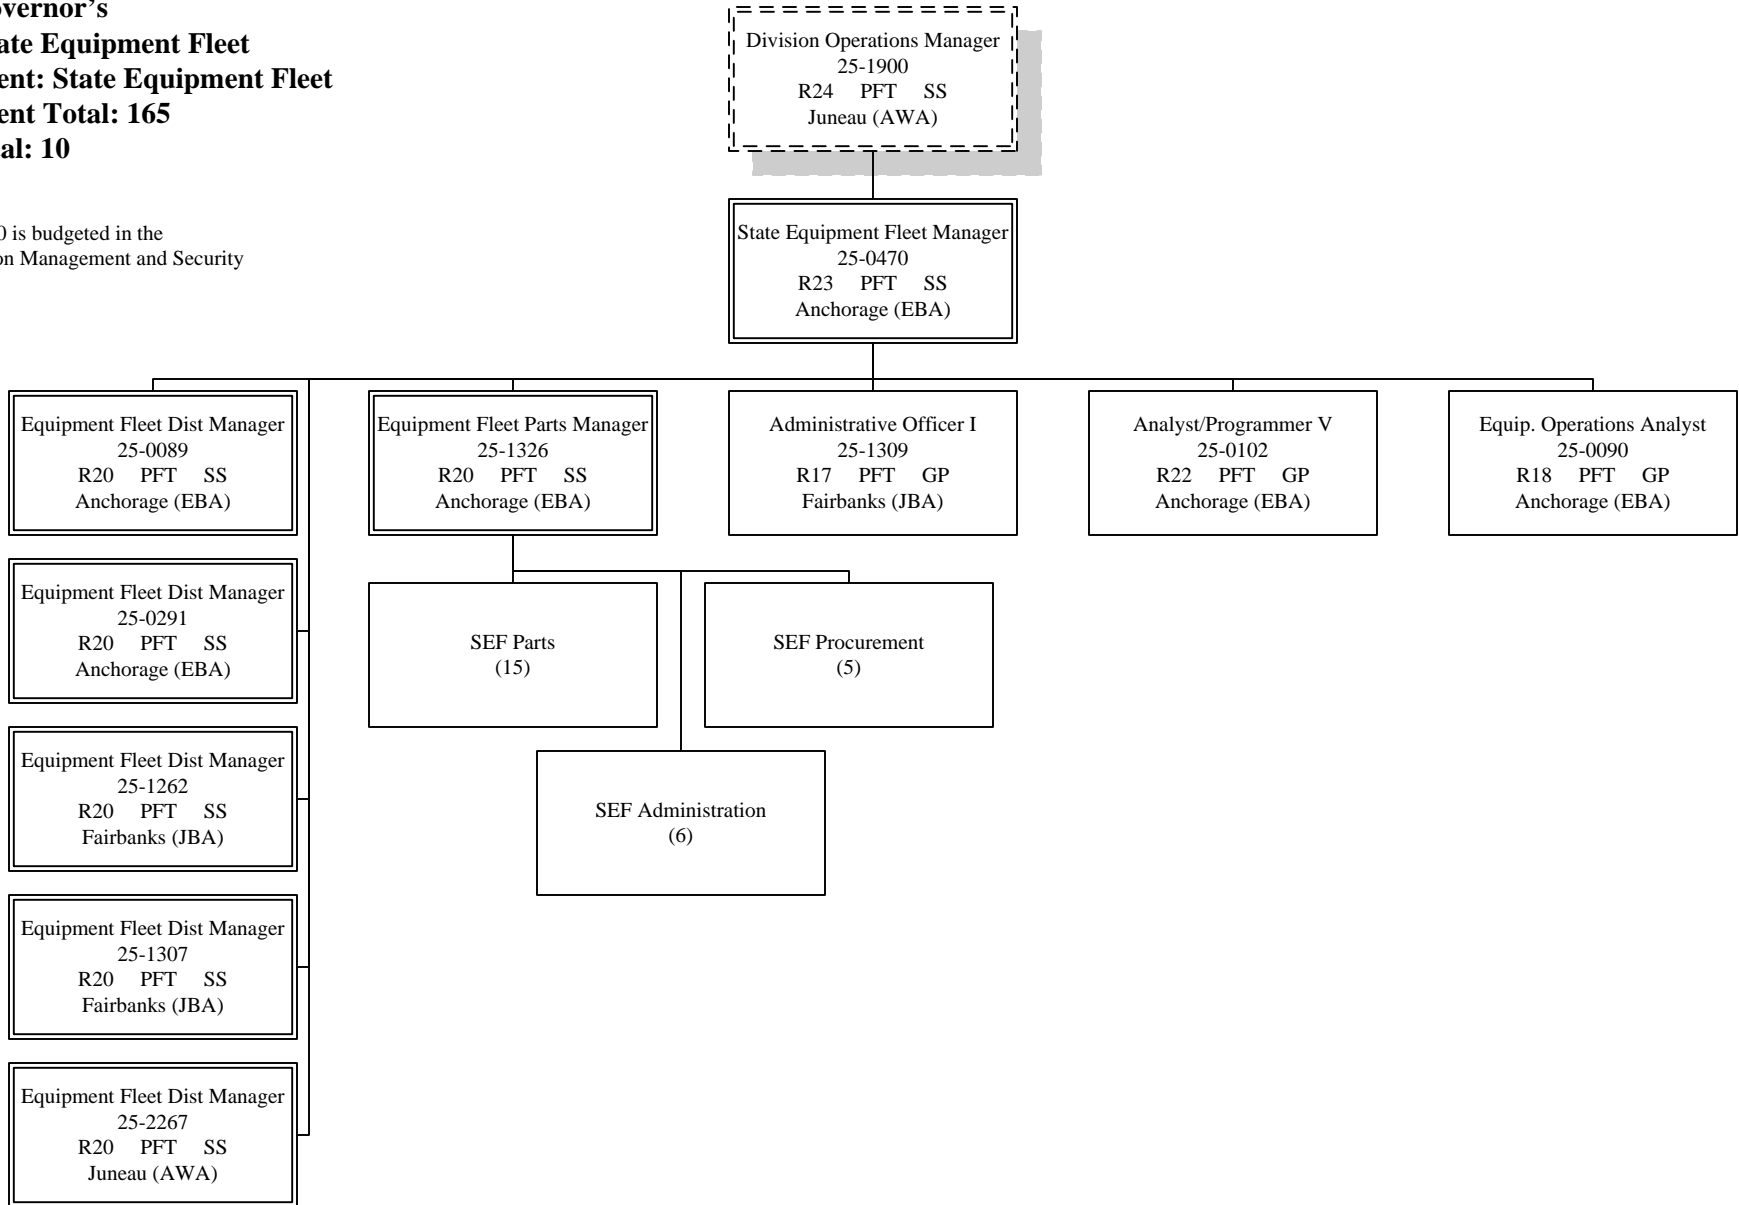 State Equipment Fleet
Component: State Equipment Fleet
Total: 165
Total: 10
is budgeted in the
Management and Security
Division Operations Manager
25-1900
R24 PFT SS
Juneau (AWA)
State Equipment Fleet Manager
25-0470
R23 PFT SS
Anchorage (EBA)
Equipment Fleet Dist Manager
25-0089
R20 PFT SS
Anchorage (EBA)
Equipment Fleet Parts Manager
25-1326
R20 PFT SS
Anchorage (EBA)
Administrative Officer I
25-1309
R17 PFT GP
Fairbanks (JBA)
Analyst/Programmer V
25-0102
R22 PFT GP
Anchorage (EBA)
Equip. Operations Analyst
25-0090
R18 PFT GP
Anchorage (EBA)
Equipment Fleet Dist Manager
25-0291
R20 PFT SS
Anchorage (EBA)
SEF Parts
(15)
SEF Procurement
(5)
Equipment Fleet Dist Manager
25-1262
R20 PFT SS
Fairbanks (JBA)
SEF Administration
(6)
Equipment Fleet Dist Manager
25-1307
R20 PFT SS
Fairbanks (JBA)
Equipment Fleet Dist Manager
25-2267
R20 PFT SS
Juneau (AWA)